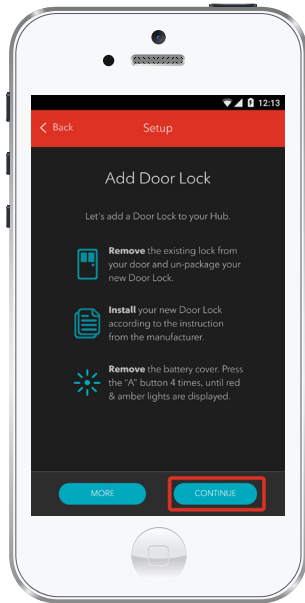 12:13
Back Setup
Add Door Lock
Let's add a Door Lock to your Hub.
Remove the existing lock from
your door and un-package your
new Door Lock.
Install your new Door Lock
according to the instruction
from the manufacturer.
Remove the battery cover. Press
the “A” button 4 times, until red
& amber lights are displayed.
MORE CONTINUE